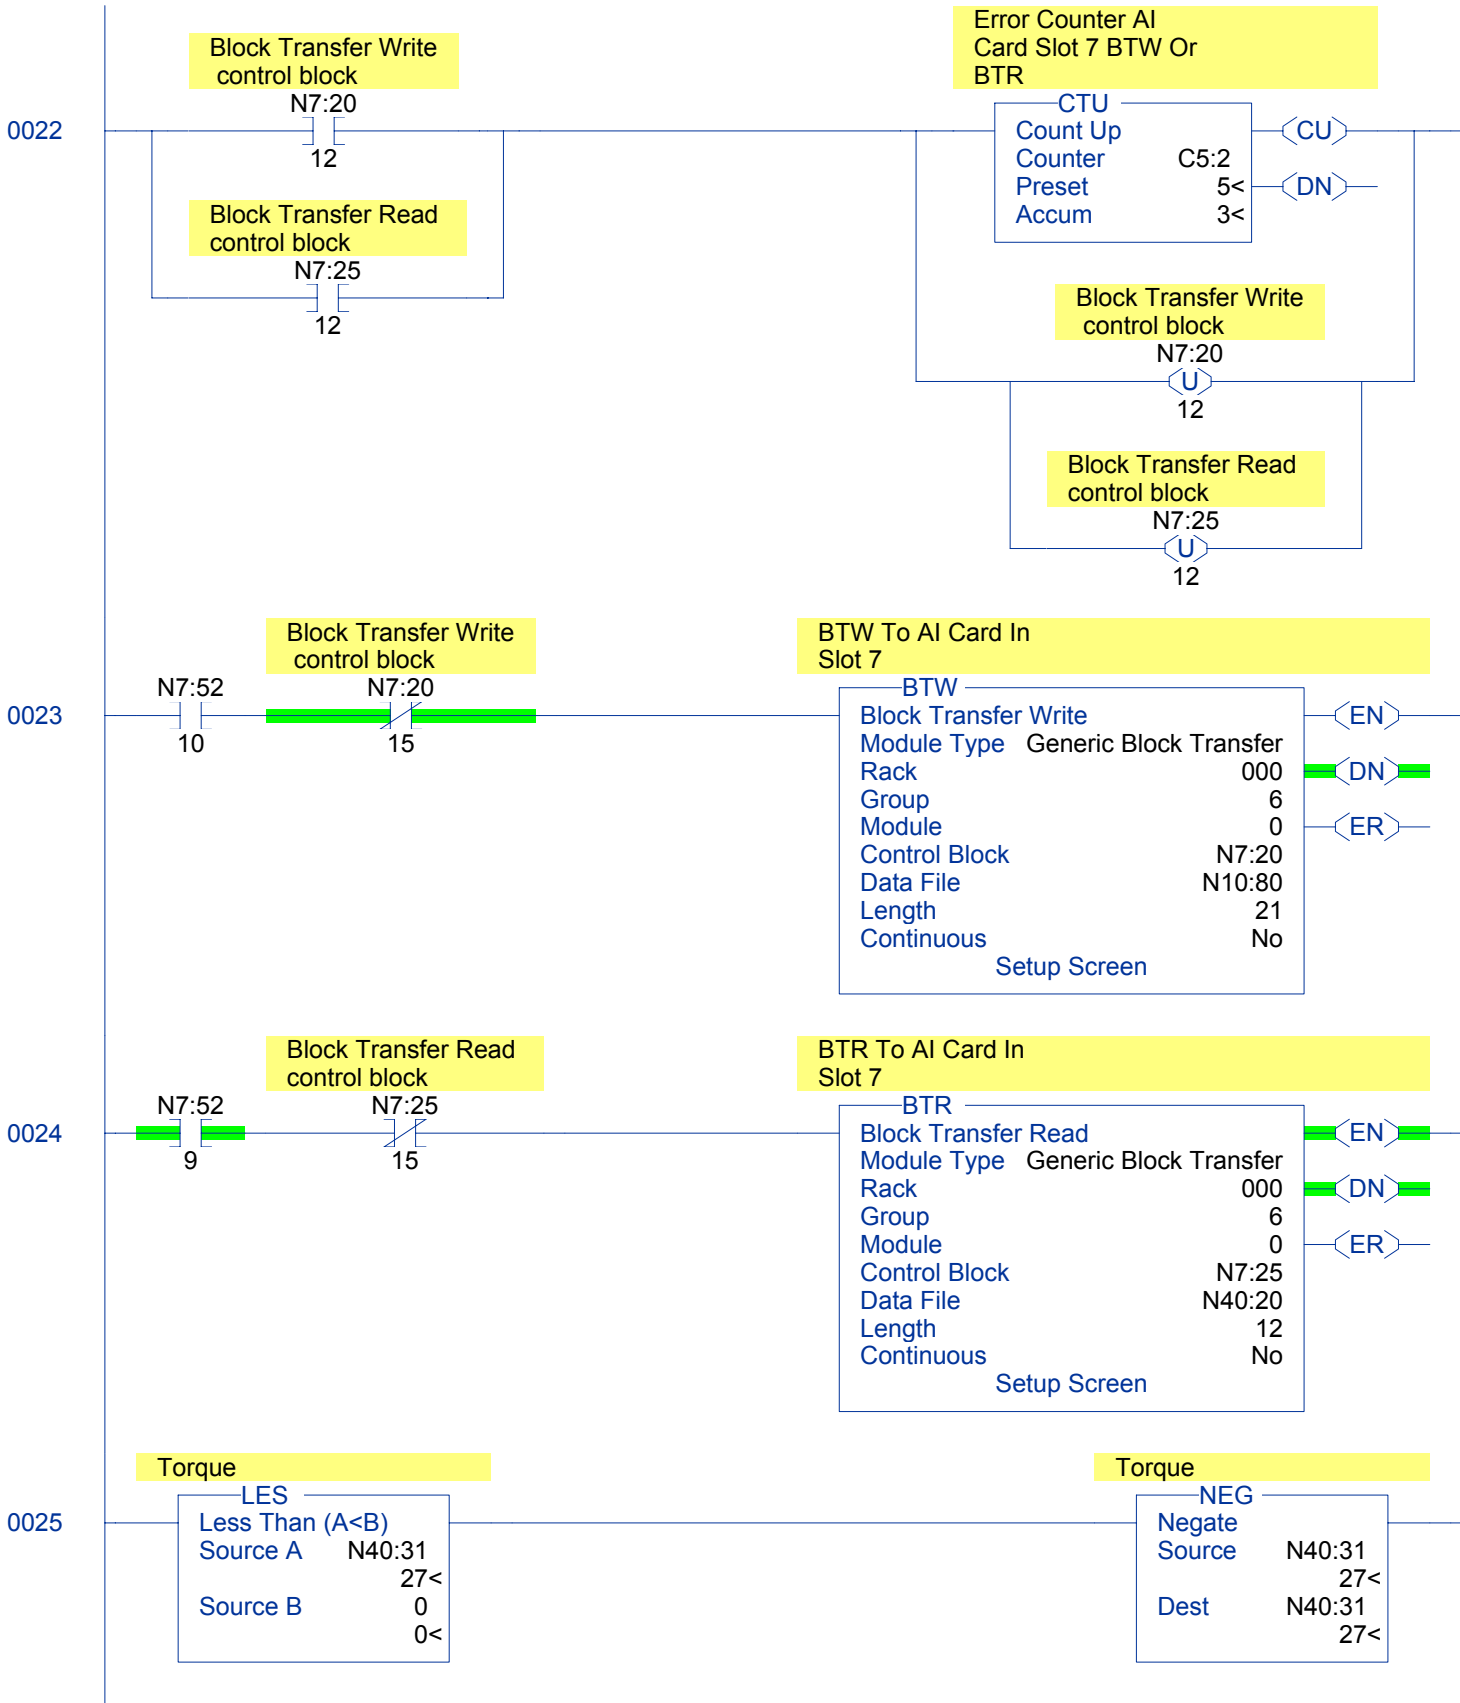 Block Transfer Write
control block
N7:20
12
Block Transfer Read
control block
N7:25
12
0022
Error Counter AI
Card Slot 7 BTW Or
BTR
CTU
Count Up
Counter C5:2
Preset 5<
Accum 3<
CU
DN
Block Transfer Write
control block
N7:20
U
12
Block Transfer Read
control block
N7:25
U
12
0023
N7:52
10
Block Transfer Write
control block
N7:20
15
BTW To AI Card In
Slot 7
BTW
Block Transfer Write
Module Type Generic Block Transfer
Rack 000
Group 6
Module 0
Control Block N7:20
Data File N10:80
Length 21
Continuous No
Setup Screen
EN
DN
ER
0024
N7:52
9
Block Transfer Read
control block
N7:25
15
BTR To AI Card In
Slot 7
BTR
Block Transfer Read
Module Type Generic Block Transfer
Rack 000
Group 6
Module 0
Control Block N7:25
Data File N40:20
Length 12
Continuous No
Setup Screen
EN
DN
ER
0025
Torque
LES
Less Than (A<B)
Source A N40:31
27<
Source B 0
0<
Torque
NEG
Negate
Source N40:31
27<
Dest N40:31
27<